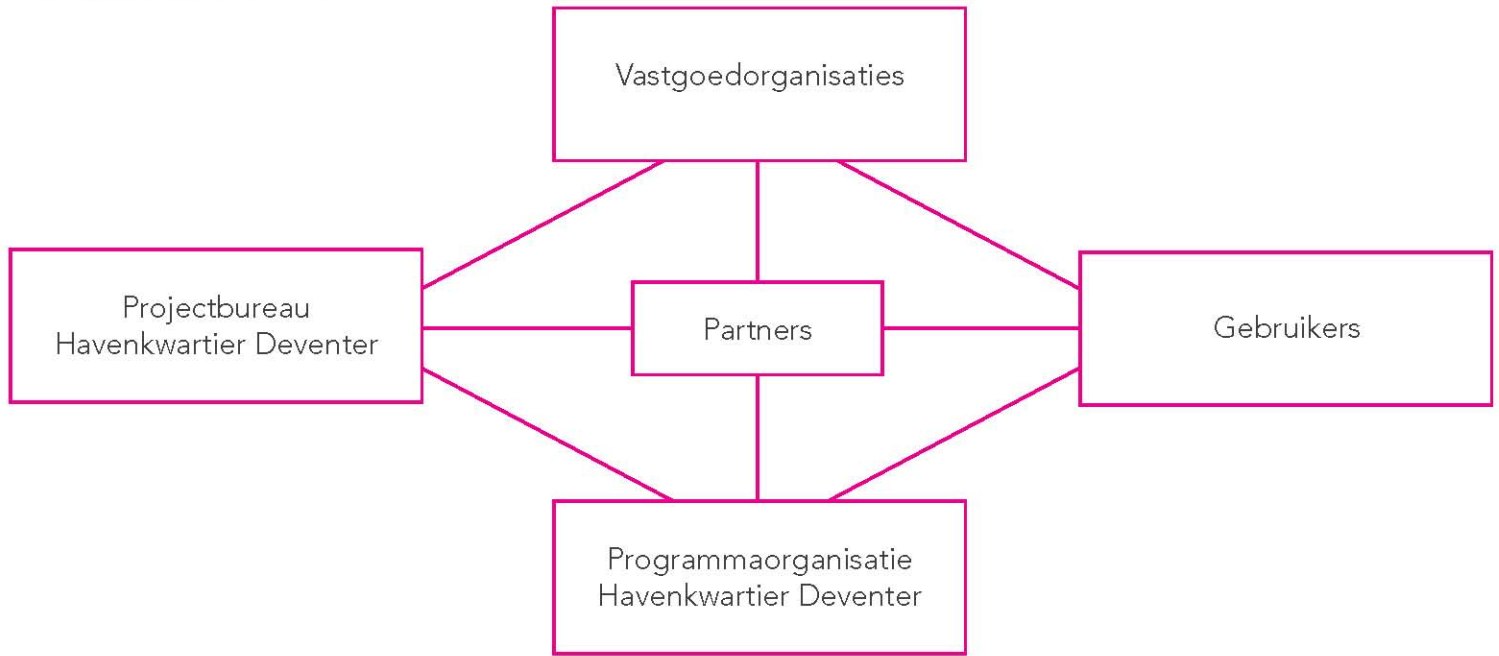 Vastgoedorganisaties
Projectbureau
Havenkwartier Deventer
Partners
Gebruikers
Programmaorganisatie
Havenkwartier Deventer